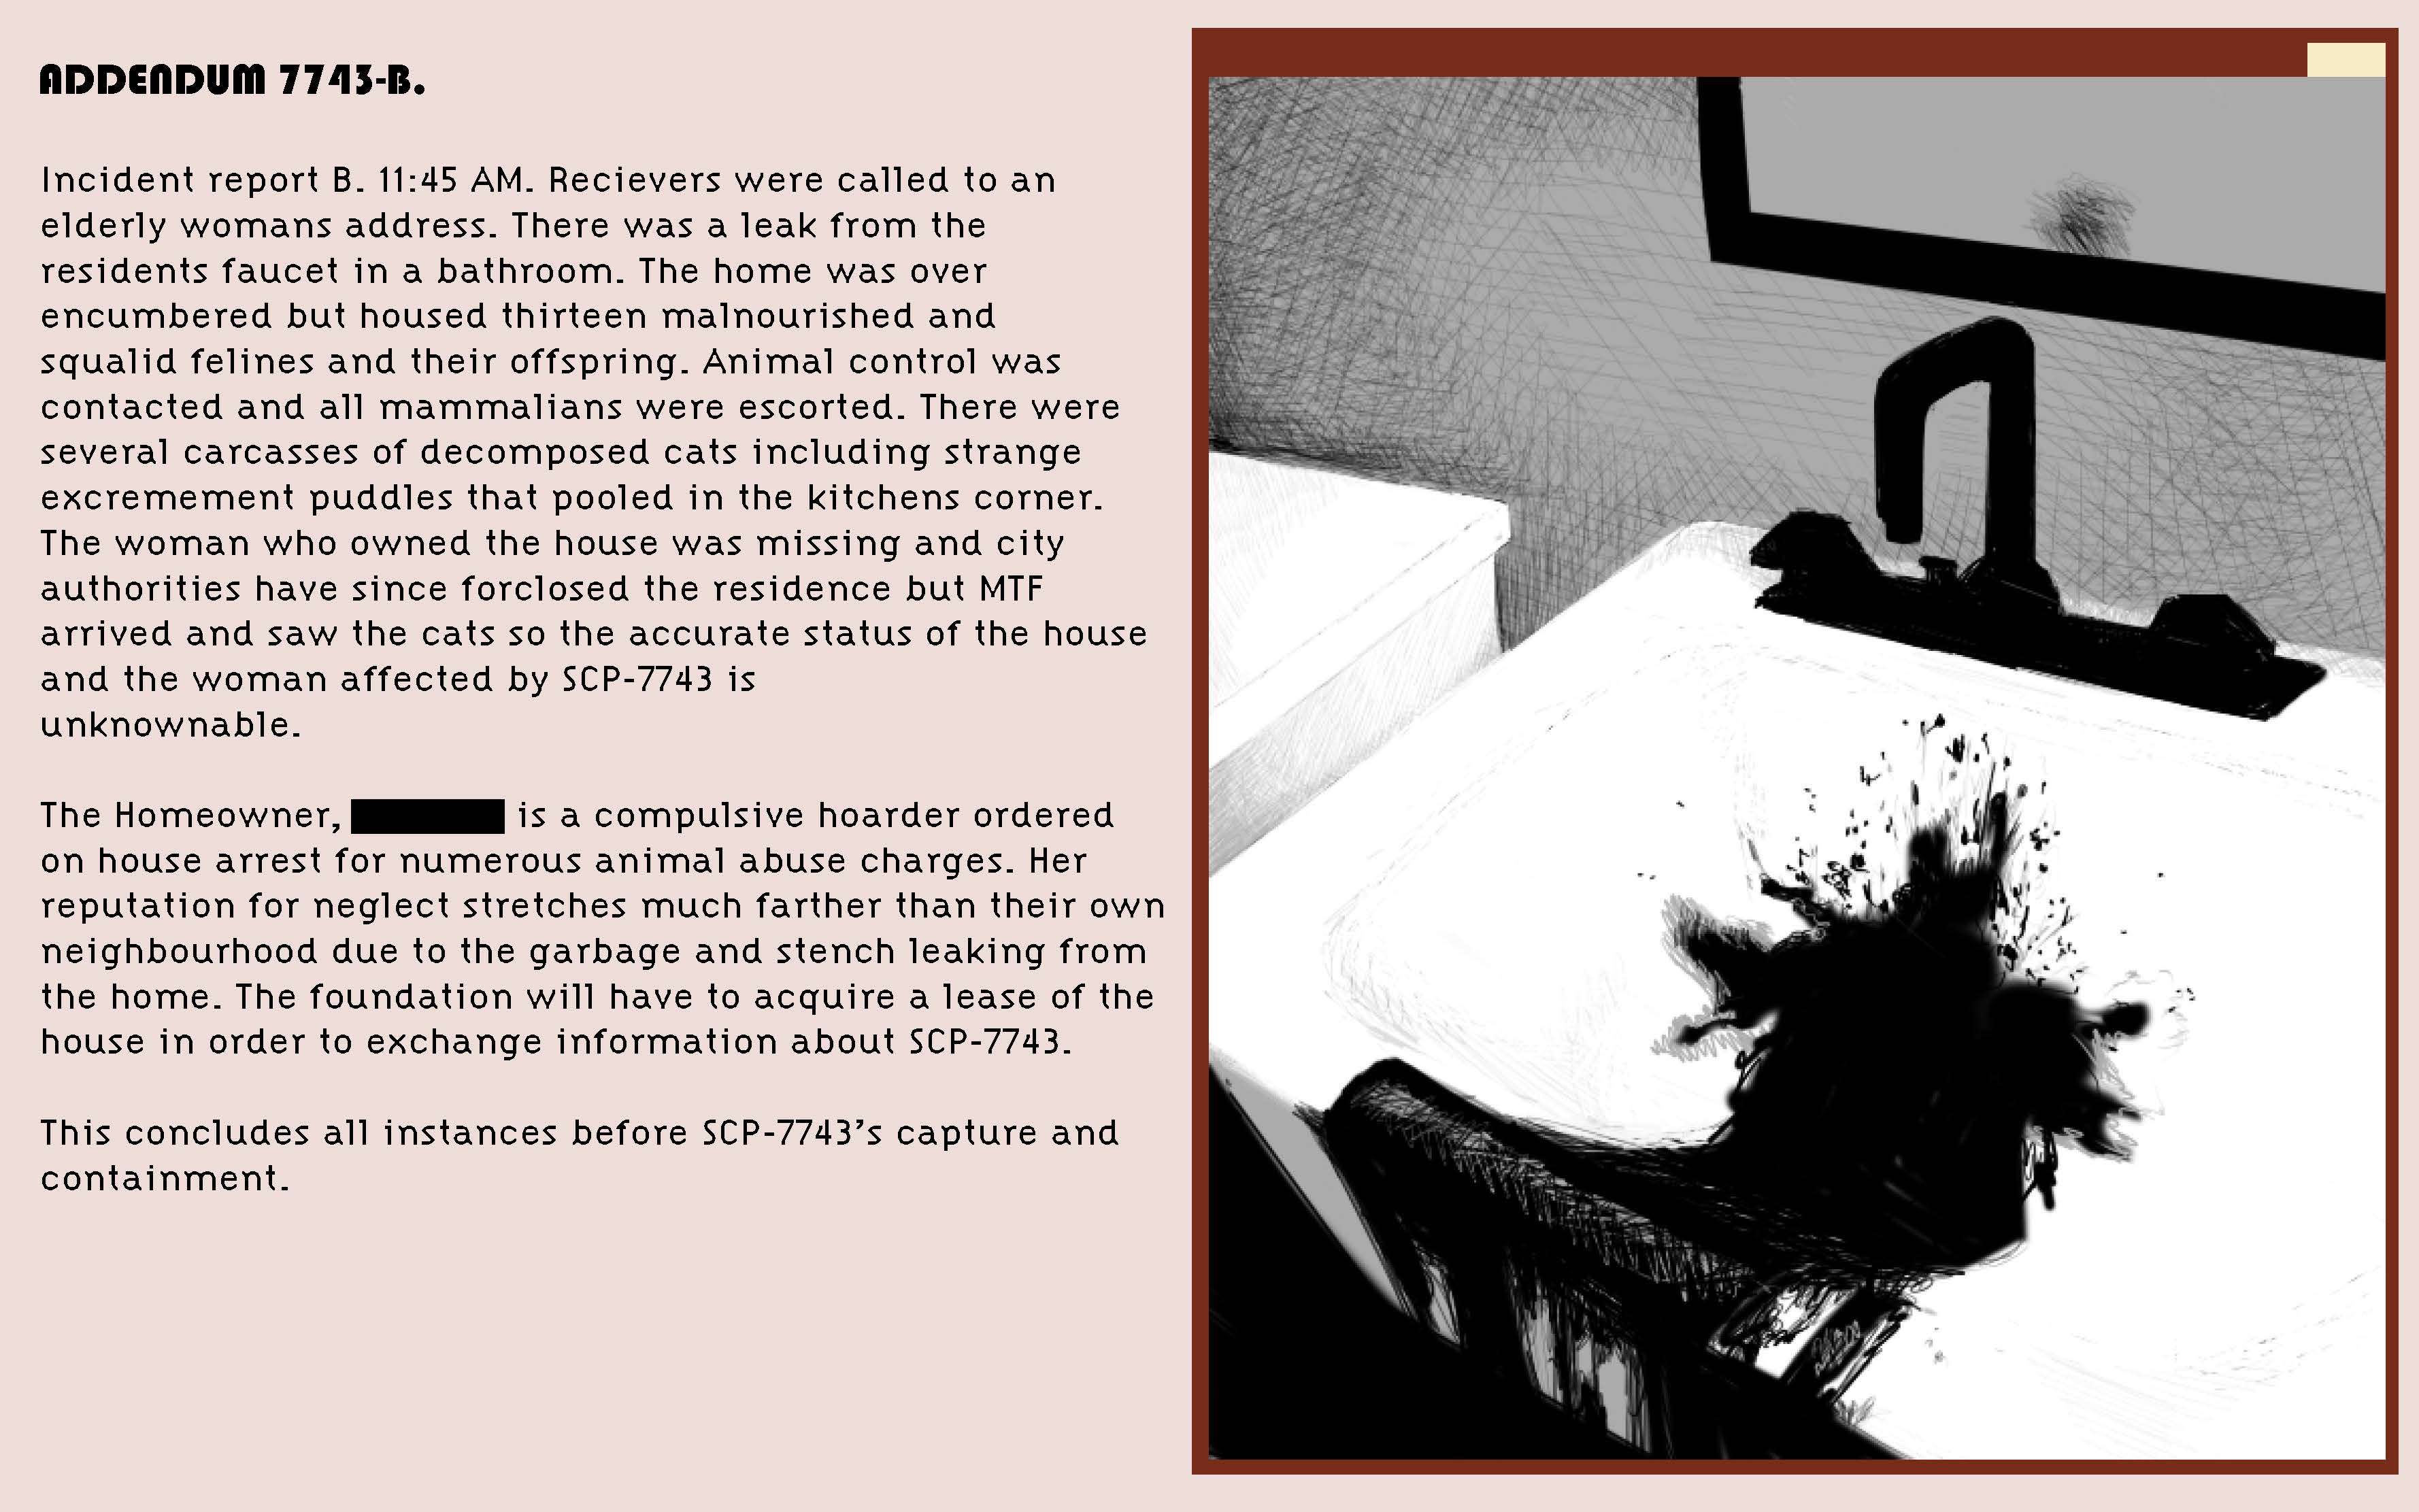 ADDENDUM 7743-B.
Incident report B. 11:45 AM. Recievers were called to an
elderly womans address. There was a leak from the
residents faucet in a bathroom. The home was over
encumbered but housed thirteen malnourished and
squalid felines and their offspring. Animal control was
contacted and all mammalians were escorted. There were
several carcasses of decomposed cats including strange
excremement puddles that pooled in the kitchens corner.
The woman who owned the house was missing and city
authorities have since forclosed the residence but MTF
arrived and saw the cats so the accurate status of the house
and the woman affected by SCP-7743 is
unknownable.
The Homeowner, is a compulsive hoarder ordered
on house arrest for numerous animal abuse charges. Her
reputation for neglect stretches much farther than their own
neighbourhood due to the garbage and stench leaking from
the home. The foundation will have to acquire a lease of the
house in order to exchange information about SCP-7743.
This concludes all instances before SCP-7743’s capture and
containment.